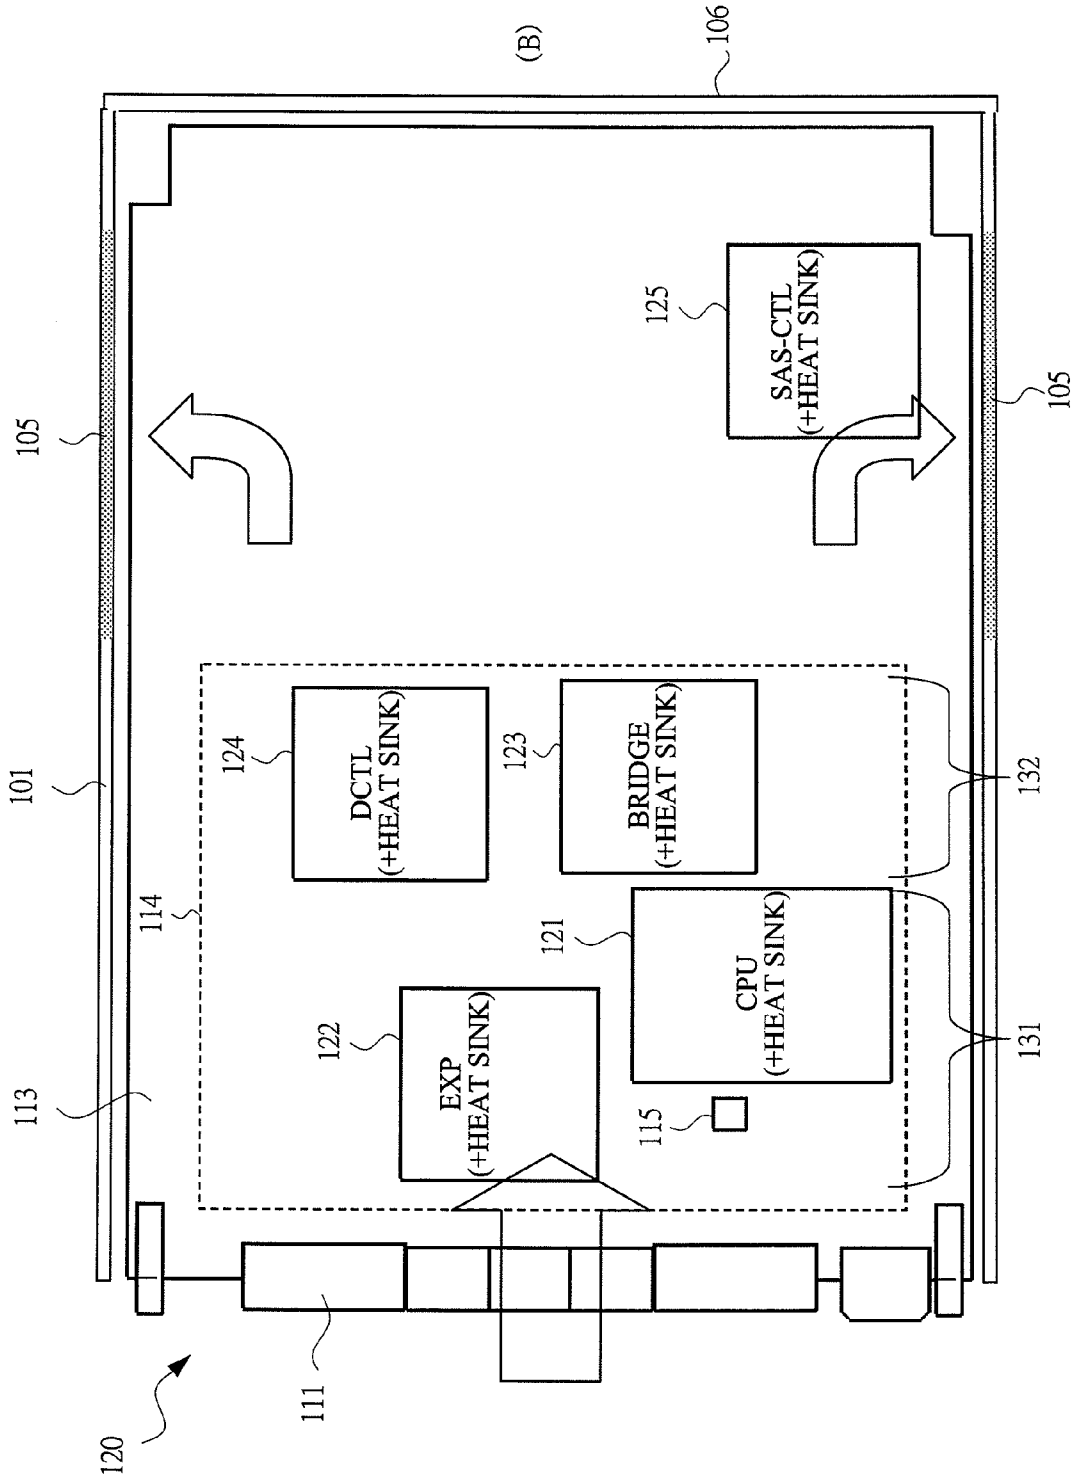 120
111
113
101
105
114
122
EXP
(+HEAT SINK)
124
DCTL
(+HEAT SINK)
115
121
CPU
(+HEAT SINK)
123
BRIDGE
(+HEAT SINK)
125
SAS-CTL
(+HEAT SINK)
131
132
105
106
(B)